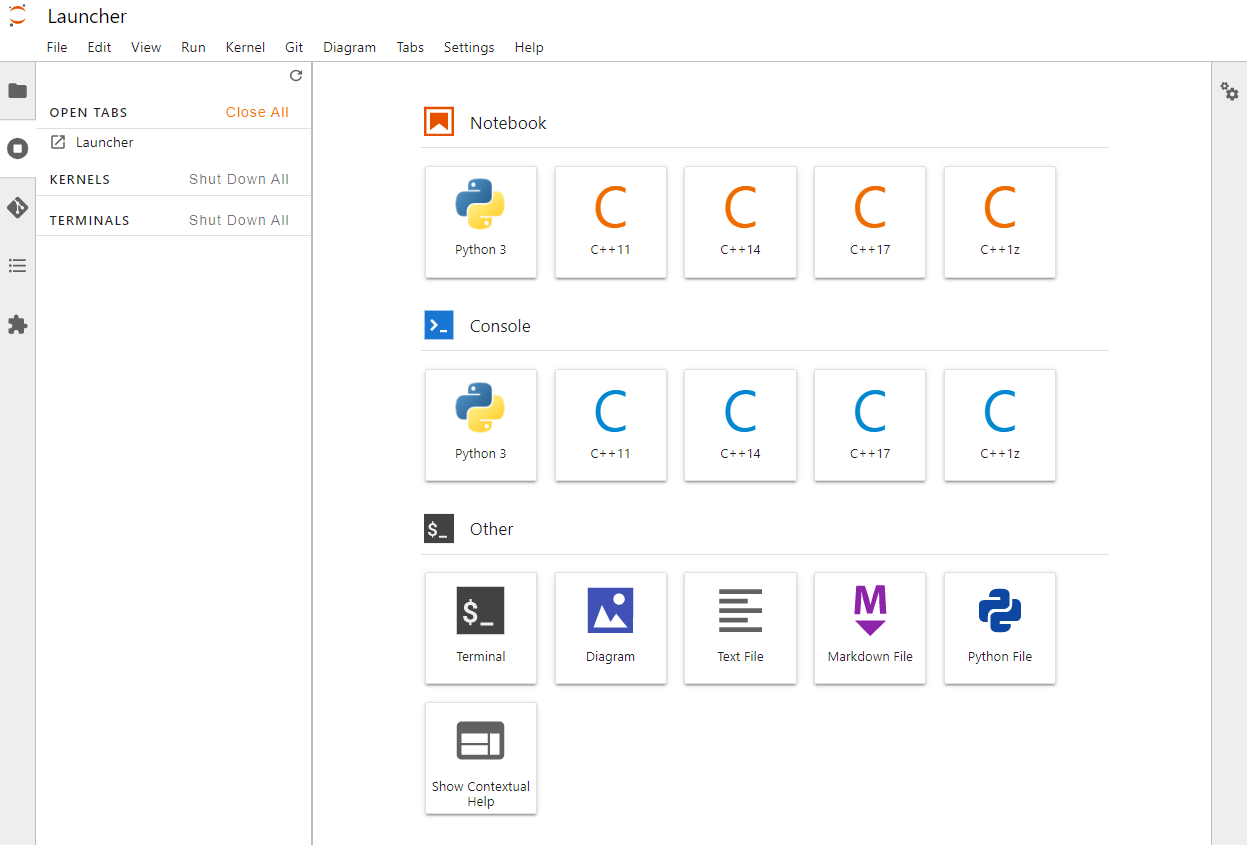 Launcher
File Edit View Run Kernel Git Diagram Tabs Settings Help
OPEN TABS Close All
Launcher
KERNELS Shut Down All
TERMINALS Shut Down All
Notebook
Python 3 C++11 C++14 C++17 C++1z
Console
Python 3 C++11 C++14 C++17 C++1z
$_ Other
$_ M
Terminal Diagram Text File Markdown File Python File
Show Contextual
Help